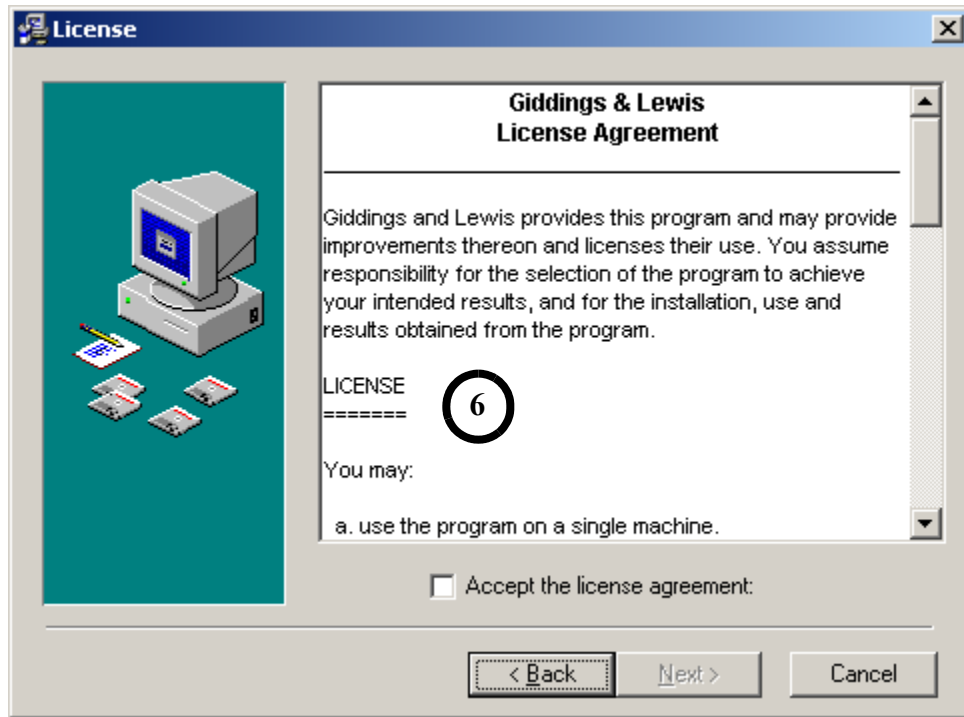 License
Giddings & Lewis
License Agreement
Giddings and Lewis provides this program and may provide
improvements thereon and licenses their use. You assume
responsibility for the selection of the program to achieve
your intended results, and for the installation, use and
results obtained from the program.
LICENSE
=======
6
You may:
a. use the program on a single machine.
Accept the license agreement:
< Back
Next >
Cancel